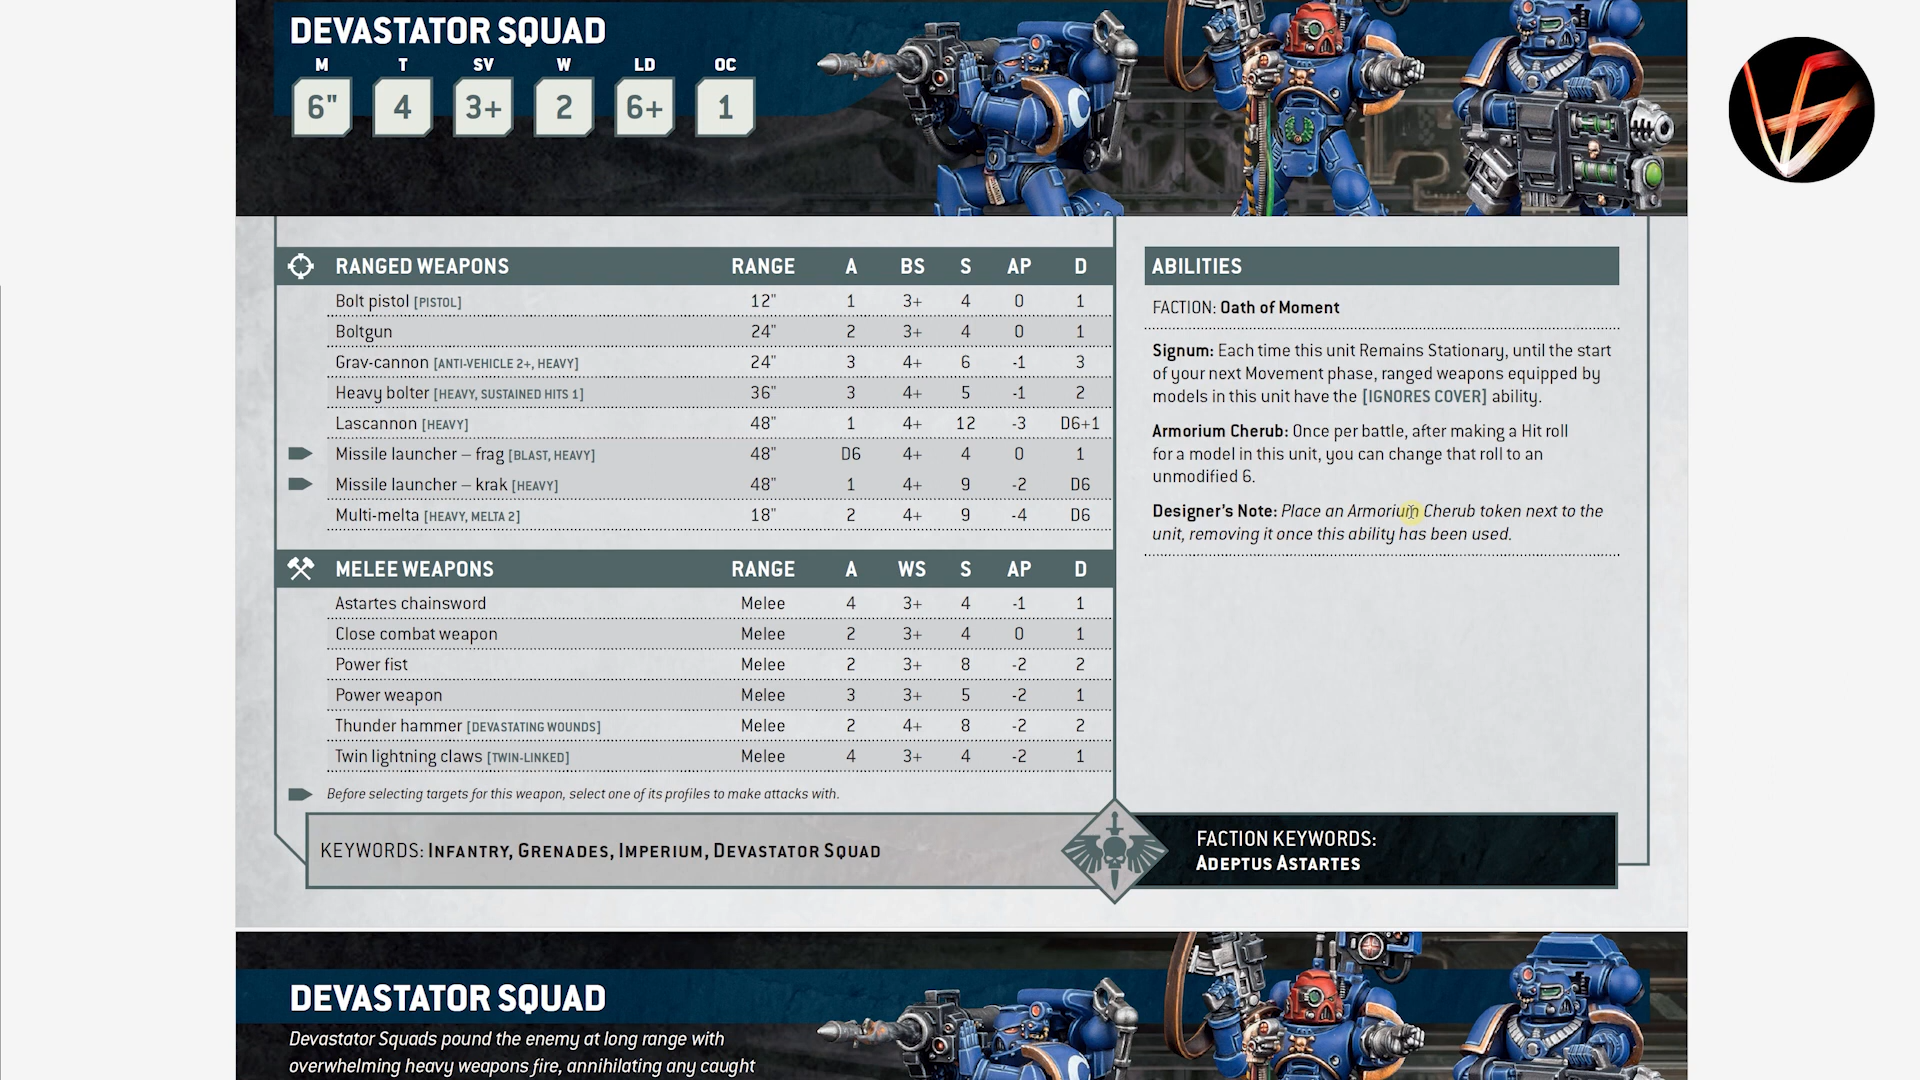 DEVASTATOR SQUAD
M T SV W LD OC
6" 4 3+ 2 6+ 1
RANGED WEAPONS RANGE A BS S AP D
Bolt pistol [PISTOL] 12" 1 3+ 4 0 1
Boltgun 24" 2 3+ 4 0 1
Grav-cannon [ANTI-VEHICLE 2+, HEAVY] 24" 3 4+ 6 -1 3
Heavy bolter [HEAVY, SUSTAINED HITS 1] 36" 3 4+ 5 -1 2
Lascannon [HEAVY] 48" 1 4+ 12 -3 D6+1
Missile launcher – frag [BLAST, HEAVY] 48" D6 4+ 4 0 1
Missile launcher – krak [HEAVY] 48" 1 4+ 9 -2 D6
Multi-melta [HEAVY, MELTA 2] 18" 2 4+ 9 -4 D6
MELEE WEAPONS RANGE A WS S AP D
Astartes chainsword Melee 4 3+ 4 -1 1
Close combat weapon Melee 2 3+ 4 0 1
Power fist Melee 2 3+ 8 -2 2
Power weapon Melee 3 3+ 5 -2 1
Thunder hammer [DEVASTATING WOUNDS] Melee 2 4+ 8 -2 2
Twin lightning claws [TWIN-LINKED] Melee 4 3+ 4 -2 1
Before selecting targets for this weapon, select one of its profiles to make attacks with.
ABILITIES
FACTION: Oath of Moment
Signum: Each time this unit Remains Stationary, until the start
of your next Movement phase, ranged weapons equipped by
models in this unit have the [IGNORES COVER] ability.
Armorium Cherub: Once per battle, after making a Hit roll
for a model in this unit, you can change that roll to an
unmodified 6.
Designer's Note: Place an Armorium Cherub token next to the
unit, removing it once this ability has been used.
KEYWORDS: INFANTRY, GRENADES, IMPERIUM, DEVASTATOR SQUAD
FACTION KEYWORDS:
ADEPTUS ASTARTES
DEVASTATOR SQUAD
Devastator Squads pound the enemy at long range with
overwhelming heavy weapons fire, annihilating any caught